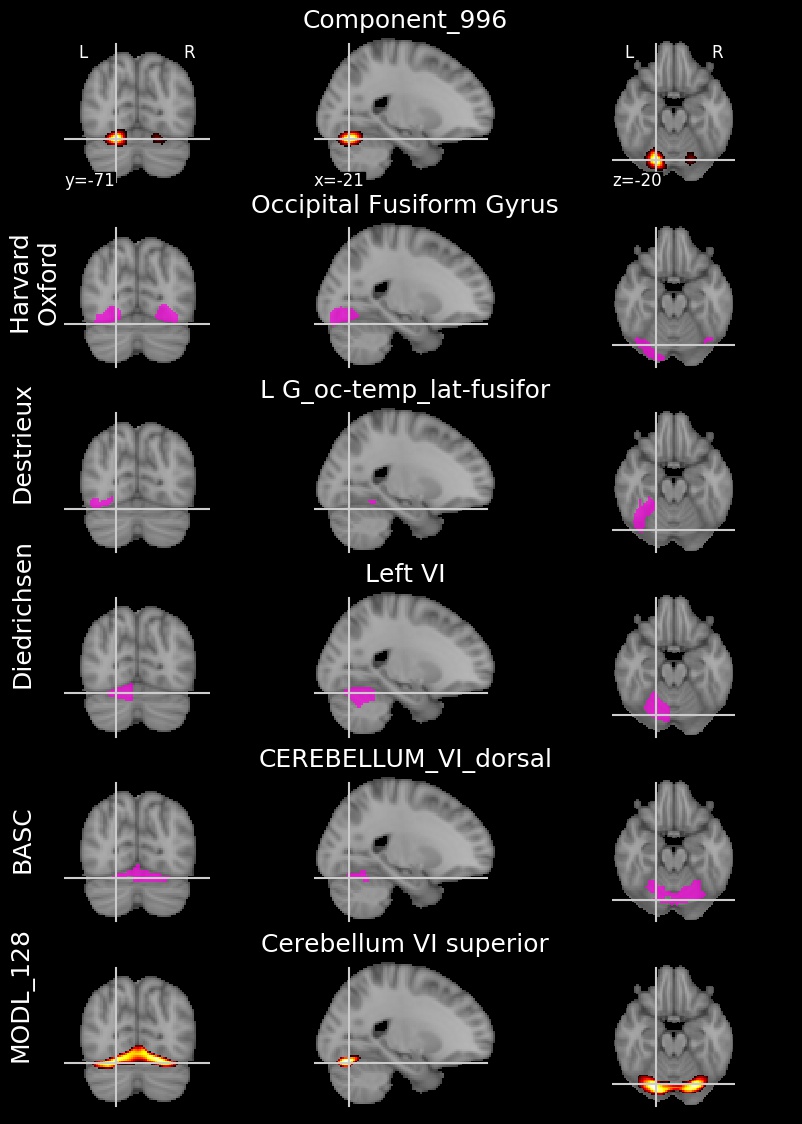 Component_996
L R
L R
y=-71
x=-21
z=-20
Occipital Fusiform Gyrus
Harvard
Oxford
L G_oc-temp_lat-fusifor
Destrieux
Left VI
Diedrichsen
CEREBELLUM_VI_dorsal
BASC
Cerebellum VI superior
MODL_128